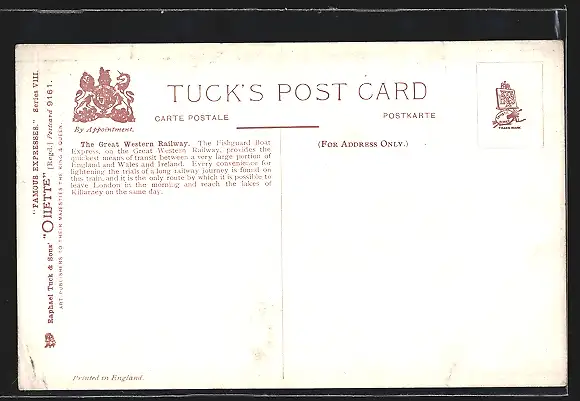 TUCK'S POST CARD
CARTE POSTALE
POSTKARTE
By Appointment.
TRADE MARK
(FOR ADDRESS ONLY.)
The Great Western Railway. The Fishguard Boat
Express, on the Great Western Railway, provides the
quickest means of transit between a very large portion of
England and Wales and Ireland. Every convenience for
lightening the trials of a long railway journey is found on
this train, and it is the only route by which it is possible to
leave London in the morning and reach the lakes of
Killarney on the same day.
"FAMOUS EXPRESSES." Series VIII.
Raphael Tuck & Sons' "OILETTE" [Regd.] Postcard 9161.
ART PUBLISHERS TO THEIR MAJESTIES THE KING & QUEEN.
Printed in England.